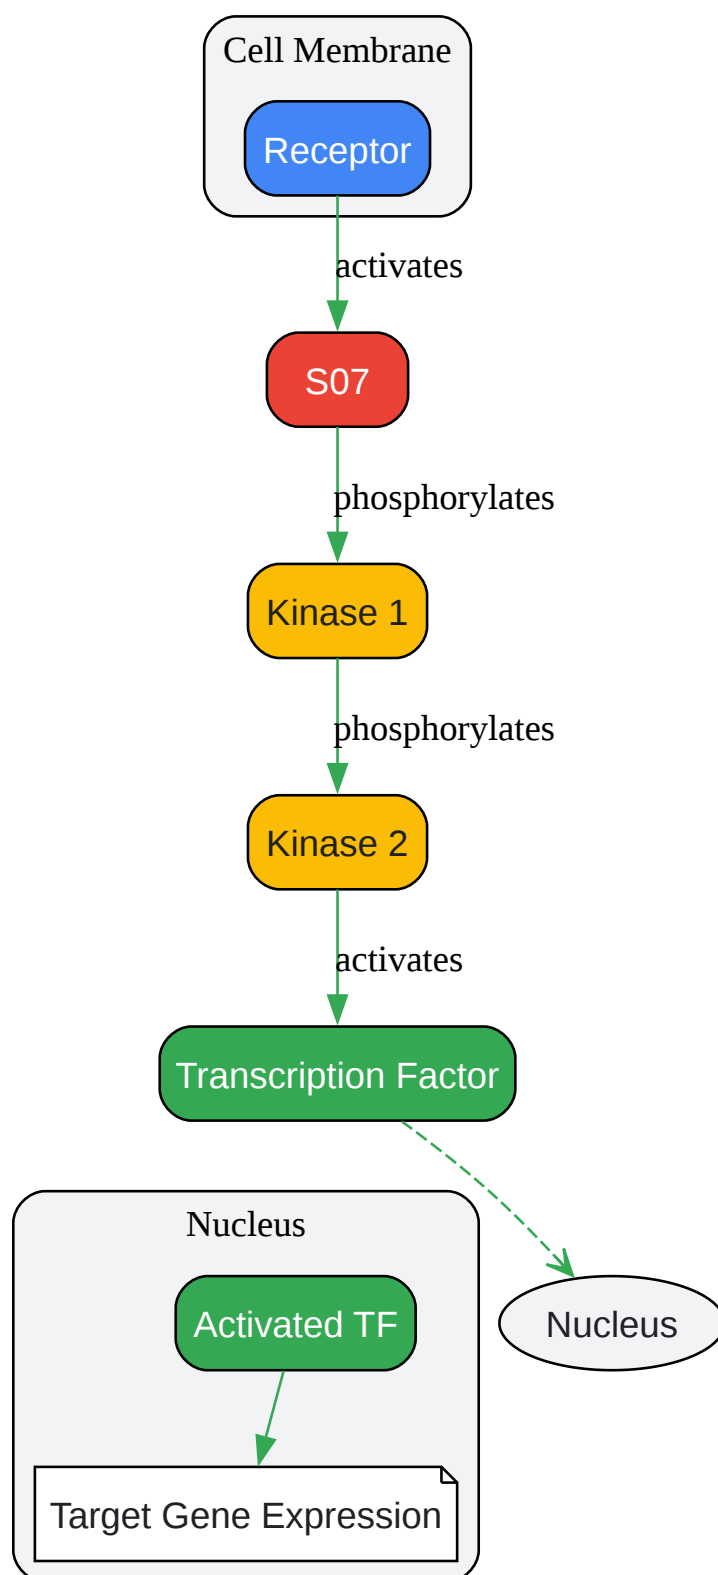 Cell Membrane
Receptor
activates
S07
phosphorylates
Kinase 1
phosphorylates
Kinase 2
activates
Transcription Factor
Nucleus
Activated TF
Nucleus
Target Gene Expression